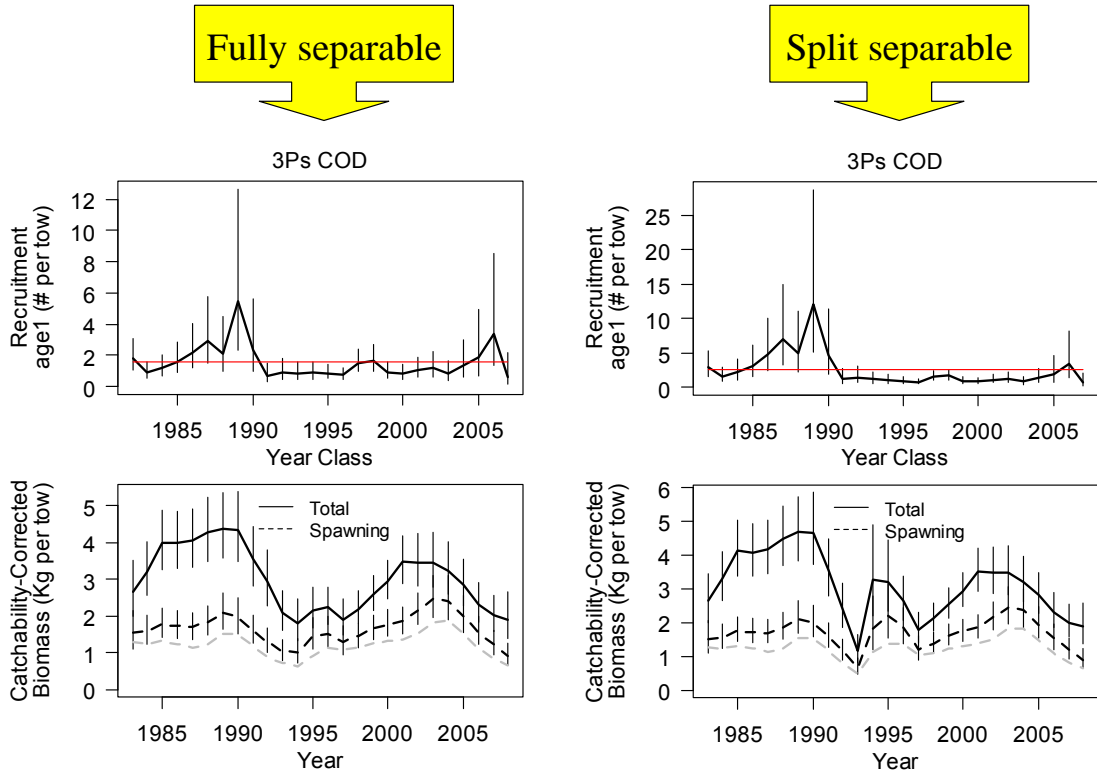 Fully separable
Split separable
3Ps COD
Recruitment
age1 (# per tow)
12
10
8
6
4
2
0
1985 1990 1995 2000 2005
Year Class
3Ps COD
Recruitment
age1 (# per tow)
25
20
15
10
5
0
1985 1990 1995 2000 2005
Year Class
Catchability-Corrected
Biomass (Kg per tow)
5
4
3
2
1
0
Total
Spawning
1985 1990 1995 2000 2005
Year
Catchability-Corrected
Biomass (Kg per tow)
6
5
4
3
2
1
0
Total
Spawning
1985 1990 1995 2000 2005
Year